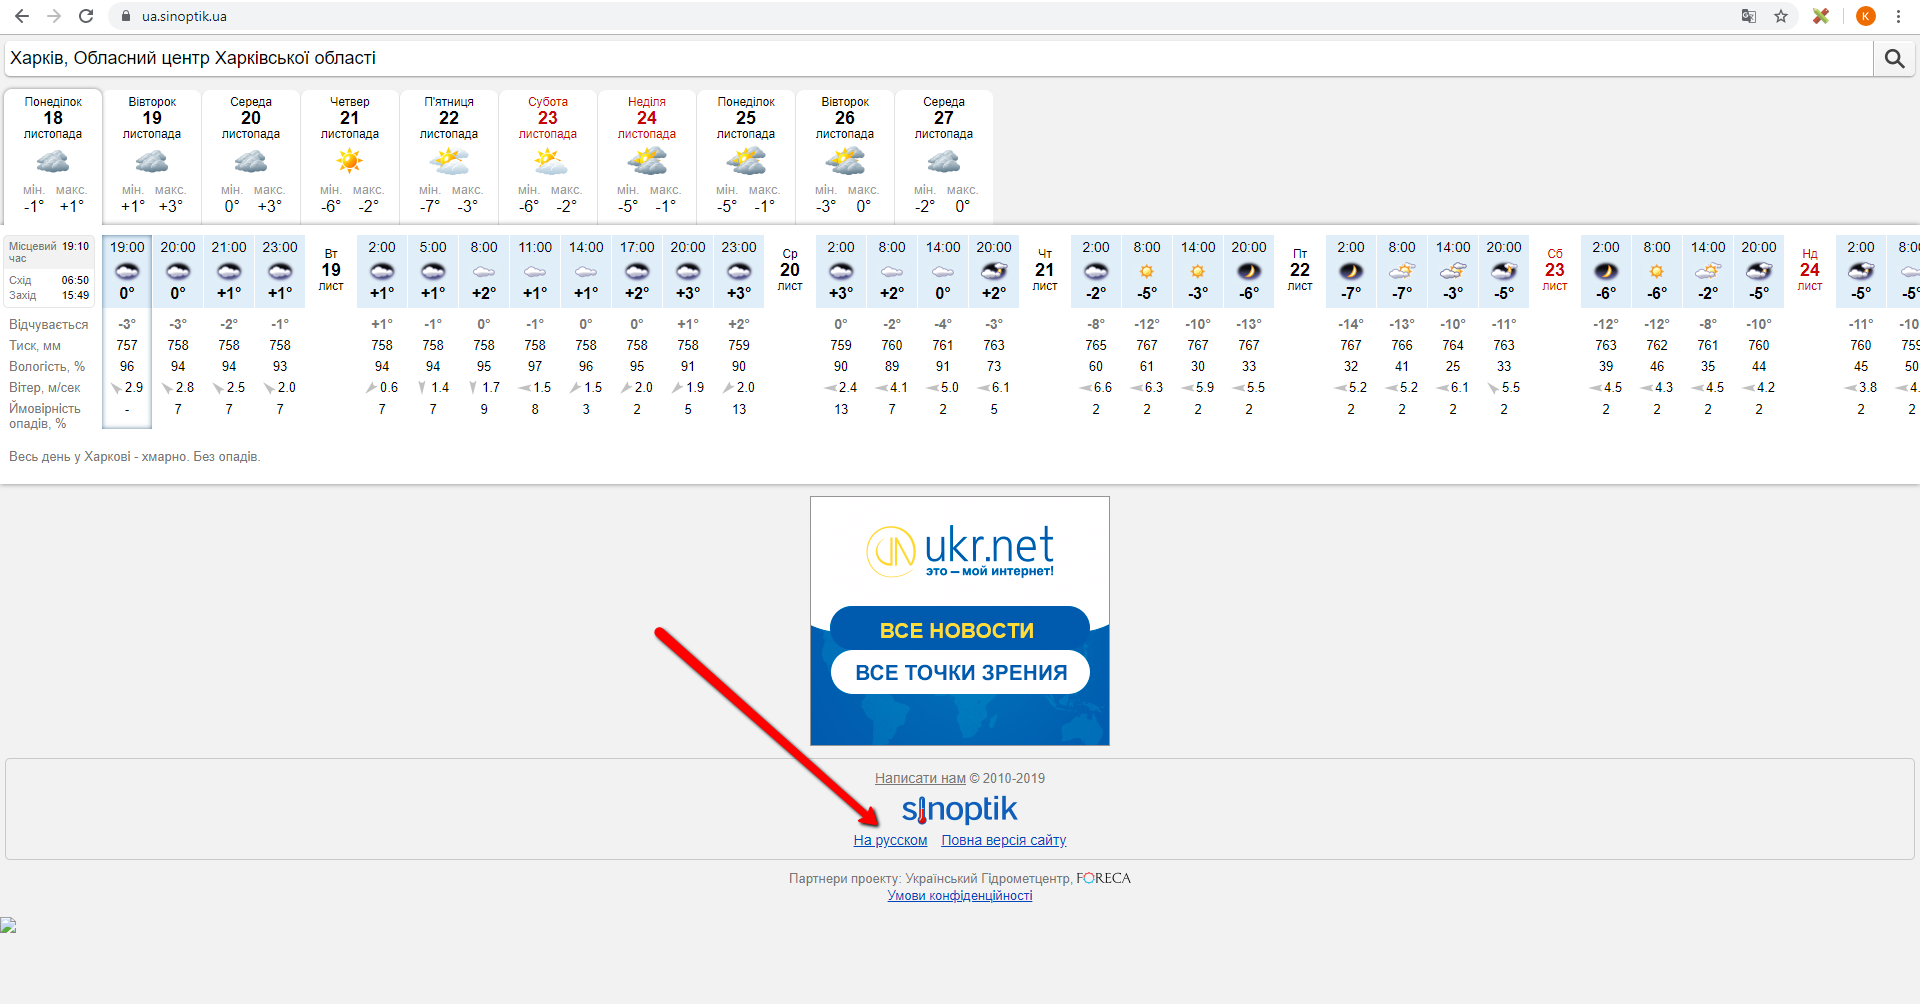 ua.sinoptik.ua
K
Харків, Обласний центр Харківської області
Понеділок Вівторок Середа Четвер П'ятниця Субота Неділя Понеділок Вівторок Середа
18 19 20 21 22 23 24 25 26 27
листопада листопада листопада листопада листопада листопада листопада листопада листопада листопада
мін. макс. мін. макс. мін. макс. мін. макс. мін. макс. мін. макс. мін. макс. мін. макс. мін. макс. мін. макс.
-1° +1° +1° +3° 0° +3° -6° -2° -7° -3° -6° -2° -5° -1° -5° -1° -3° 0° -2° 0°
Місцевий час 19:10
Схід 06:50
Захід 15:49
19:00 20:00 21:00 23:00 Вт 19 лист 2:00 5:00 8:00 11:00 14:00 17:00 20:00 23:00 Ср 20 лист 2:00 8:00 14:00 20:00 Чт 21 лист 2:00 8:00 14:00 20:00 Пт 22 лист 2:00 8:00 14:00 20:00 Сб 23 лист 2:00 8:00 14:00 20:00 Нд 24 лист 2:00 8:0
0° 0° +1° +1° +1° +1° +2° +1° +1° +2° +3° +3° +3° +2° 0° +2° -2° -5° -3° -6° -7° -7° -3° -5° -6° -6° -2° -5° -5° -5°
Відчувається -3° -3° -2° -1° +1° -1° 0° -1° 0° 0° +1° +2° 0° -2° -4° -3° -8° -12° -10° -13° -14° -13° -10° -11° -12° -12° -8° -10° -11° -10
Тиск, мм 757 758 758 758 758 758 758 758 758 758 758 759 759 760 761 763 765 767 767 767 767 766 764 763 763 762 761 760 760 759
Вологість, % 96 94 94 93 94 94 95 97 96 95 91 90 90 89 91 73 60 61 30 33 32 41 25 33 39 46 35 44 45 50
Вітер, м/сек 2.9 2.8 2.5 2.0 0.6 1.4 1.7 1.5 1.5 2.0 1.9 2.0 2.4 4.1 5.0 6.1 6.6 6.3 5.9 5.5 5.2 5.2 6.1 5.5 4.5 4.3 4.5 4.2 3.8 4.
Ймовірність опадів, % - 7 7 7 7 7 9 8 3 2 5 13 13 7 2 5 2 2 2 2 2 2 2 2 2 2 2 2 2 2
Весь день у Харкові - хмарно. Без опадів.
ukr.net
это – мой интернет!
ВСЕ НОВОСТИ
ВСЕ ТОЧКИ ЗРЕНИЯ
Написати нам © 2010-2019
sinoptik
На русском Повна версія сайту
Партнери проекту: Український Гідрометцентр, FORECA
Умови конфіденційності